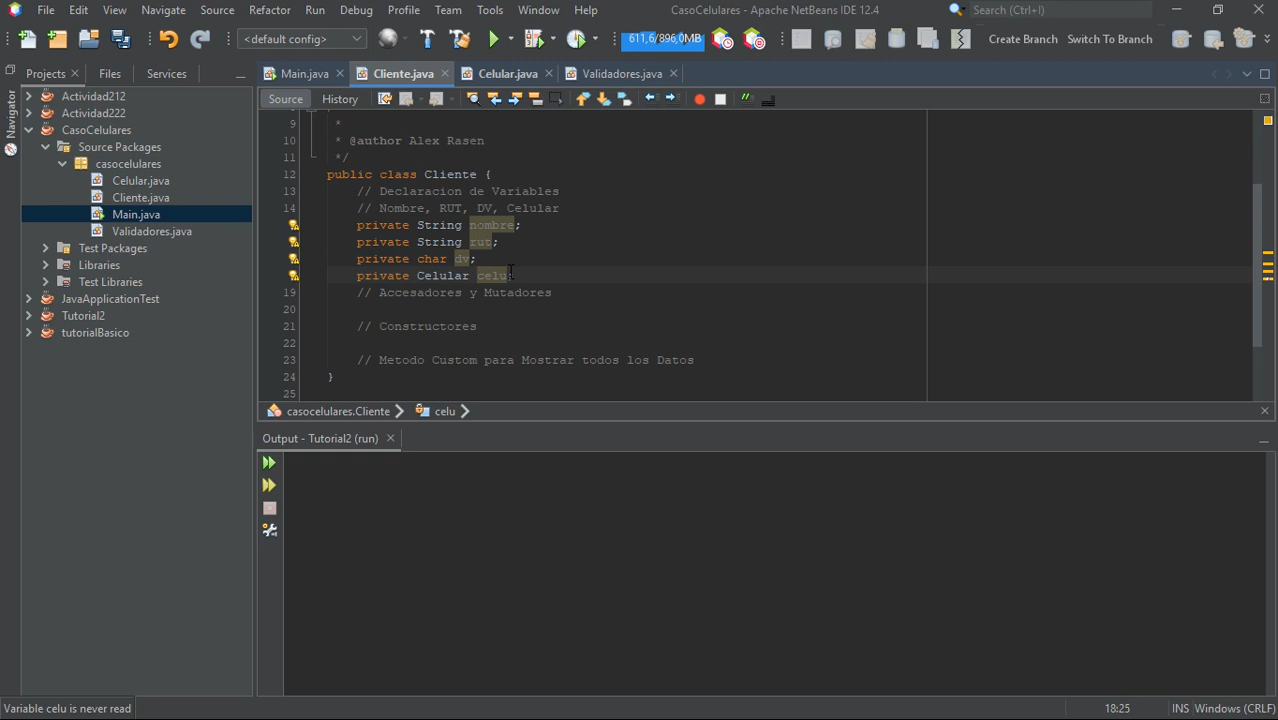 File Edit View Navigate Source Refactor Run Debug Profile Team Tools Window Help CasoCelulares - Apache NetBeans IDE 12.4 Search (Ctrl+I)
<default config> 611,6/896,0MB Create Branch Switch To Branch
Projects Files Services Main.java Cliente.java Celular.java Validadores.java
Navigator
Source History
Actividad212
Actividad222
CasoCelulares
Source Packages
casocelulares
Celular.java
Cliente.java
Main.java
Validadores.java
Test Packages
Libraries
Test Libraries
JavaApplicationTest
Tutorial2
tutorialBasico
9 *
10 * @author Alex Rasen
11 */
12 public class Cliente {
13 // Declaracion de Variables
14 // Nombre, RUT, DV, Celular
private String nombre;
private String rut;
private char dv;
private Celular celu;
19 // Accesadores y Mutadores
20
21 // Constructores
22
23 // Metodo Custom para Mostrar todos los Datos
24 }
25
casocelulares.Cliente celu
Output - Tutorial2 (run)
Variable celu is never read 18:25 INS Windows (CRLF)